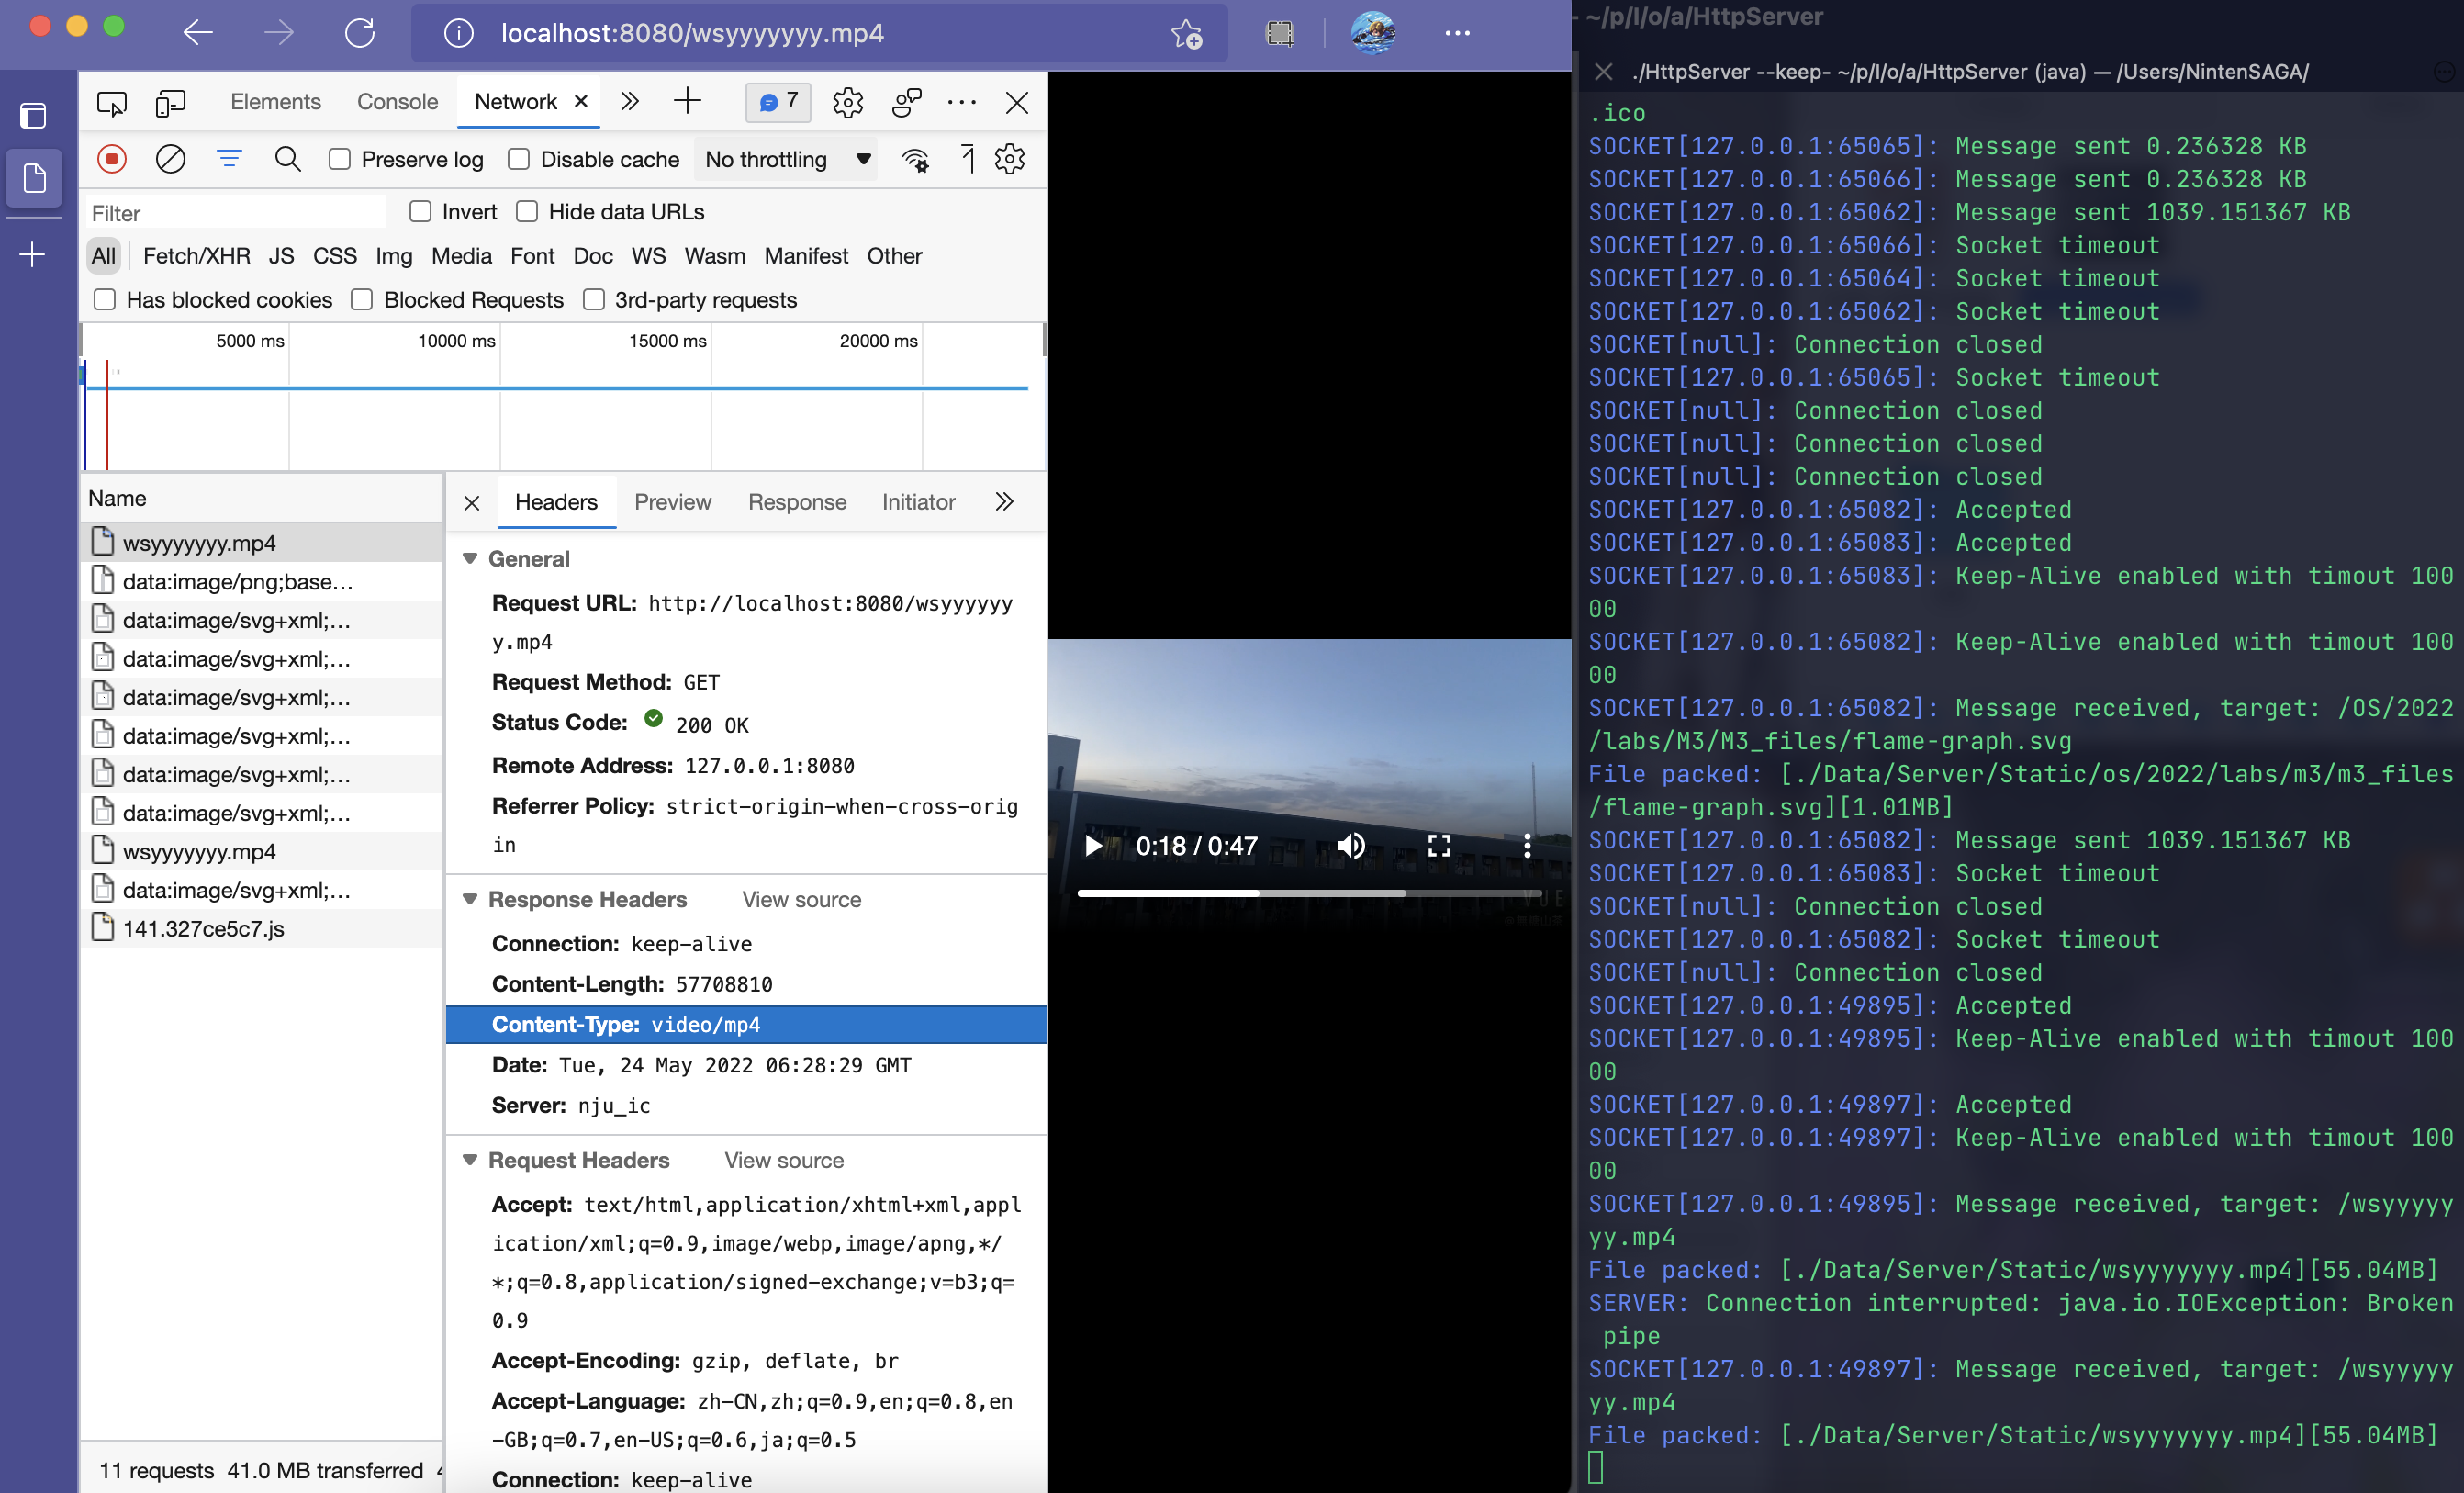 localhost:8080/wsyyyyyyy.mp4
Elements Console Network
7
Preserve log Disable cache No throttling
Filter
Invert Hide data URLs
All Fetch/XHR JS CSS Img Media Font Doc WS Wasm Manifest Other
Has blocked cookies Blocked Requests 3rd-party requests
5000 ms 10000 ms 15000 ms 20000 ms
Name
wsyyyyyyy.mp4
data:image/png;base…
data:image/svg+xml;…
data:image/svg+xml;…
data:image/svg+xml;…
data:image/svg+xml;…
data:image/svg+xml;…
data:image/svg+xml;…
wsyyyyyyy.mp4
data:image/svg+xml;…
141.327ce5c7.js
11 requests 41.0 MB transferred
Headers Preview Response Initiator
General
Request URL: http://localhost:8080/wsyyyyyy
y.mp4
Request Method: GET
Status Code: 200 OK
Remote Address: 127.0.0.1:8080
Referrer Policy: strict-origin-when-cross-orig
in
Response Headers View source
Connection: keep-alive
Content-Length: 57708810
Content-Type: video/mp4
Date: Tue, 24 May 2022 06:28:29 GMT
Server: nju_ic
Request Headers View source
Accept: text/html,application/xhtml+xml,appl
ication/xml;q=0.9,image/webp,image/apng,*/
*;q=0.8,application/signed-exchange;v=b3;q=
0.9
Accept-Encoding: gzip, deflate, br
Accept-Language: zh-CN,zh;q=0.9,en;q=0.8,en
-GB;q=0.7,en-US;q=0.6,ja;q=0.5
Connection: keep-alive
0:18 / 0:47
VUE
~/p/l/o/a/HttpServer
./HttpServer --keep- ~/p/l/o/a/HttpServer (java) — /Users/NintenSAGA/
.ico
SOCKET[127.0.0.1:65065]: Message sent 0.236328 KB
SOCKET[127.0.0.1:65066]: Message sent 0.236328 KB
SOCKET[127.0.0.1:65062]: Message sent 1039.151367 KB
SOCKET[127.0.0.1:65066]: Socket timeout
SOCKET[127.0.0.1:65064]: Socket timeout
SOCKET[127.0.0.1:65062]: Socket timeout
SOCKET[null]: Connection closed
SOCKET[127.0.0.1:65065]: Socket timeout
SOCKET[null]: Connection closed
SOCKET[null]: Connection closed
SOCKET[null]: Connection closed
SOCKET[127.0.0.1:65082]: Accepted
SOCKET[127.0.0.1:65083]: Accepted
SOCKET[127.0.0.1:65083]: Keep-Alive enabled with timout 100
00
SOCKET[127.0.0.1:65082]: Keep-Alive enabled with timout 100
00
SOCKET[127.0.0.1:65082]: Message received, target: /OS/2022
/labs/M3/M3_files/flame-graph.svg
File packed: [./Data/Server/Static/os/2022/labs/m3/m3_files
/flame-graph.svg][1.01MB]
SOCKET[127.0.0.1:65082]: Message sent 1039.151367 KB
SOCKET[127.0.0.1:65083]: Socket timeout
SOCKET[null]: Connection closed
SOCKET[127.0.0.1:65082]: Socket timeout
SOCKET[null]: Connection closed
SOCKET[127.0.0.1:49895]: Accepted
SOCKET[127.0.0.1:49895]: Keep-Alive enabled with timout 100
00
SOCKET[127.0.0.1:49897]: Accepted
SOCKET[127.0.0.1:49897]: Keep-Alive enabled with timout 100
00
SOCKET[127.0.0.1:49895]: Message received, target: /wsyyyyy
yy.mp4
File packed: [./Data/Server/Static/wsyyyyyyy.mp4][55.04MB]
SERVER: Connection interrupted: java.io.IOException: Broken
pipe
SOCKET[127.0.0.1:49897]: Message received, target: /wsyyyyy
yy.mp4
File packed: [./Data/Server/Static/wsyyyyyyy.mp4][55.04MB]